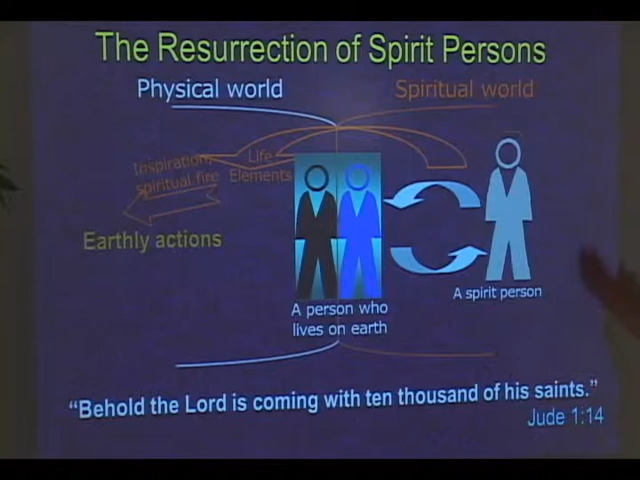 The Resurrection of Spirit Persons
Physical world
Spiritual world
Inspiration,
spiritual fire
Life
Elements
Earthly actions
A person who
lives on earth
A spirit person
“Behold the Lord is coming with ten thousand of his saints.”
Jude 1:14